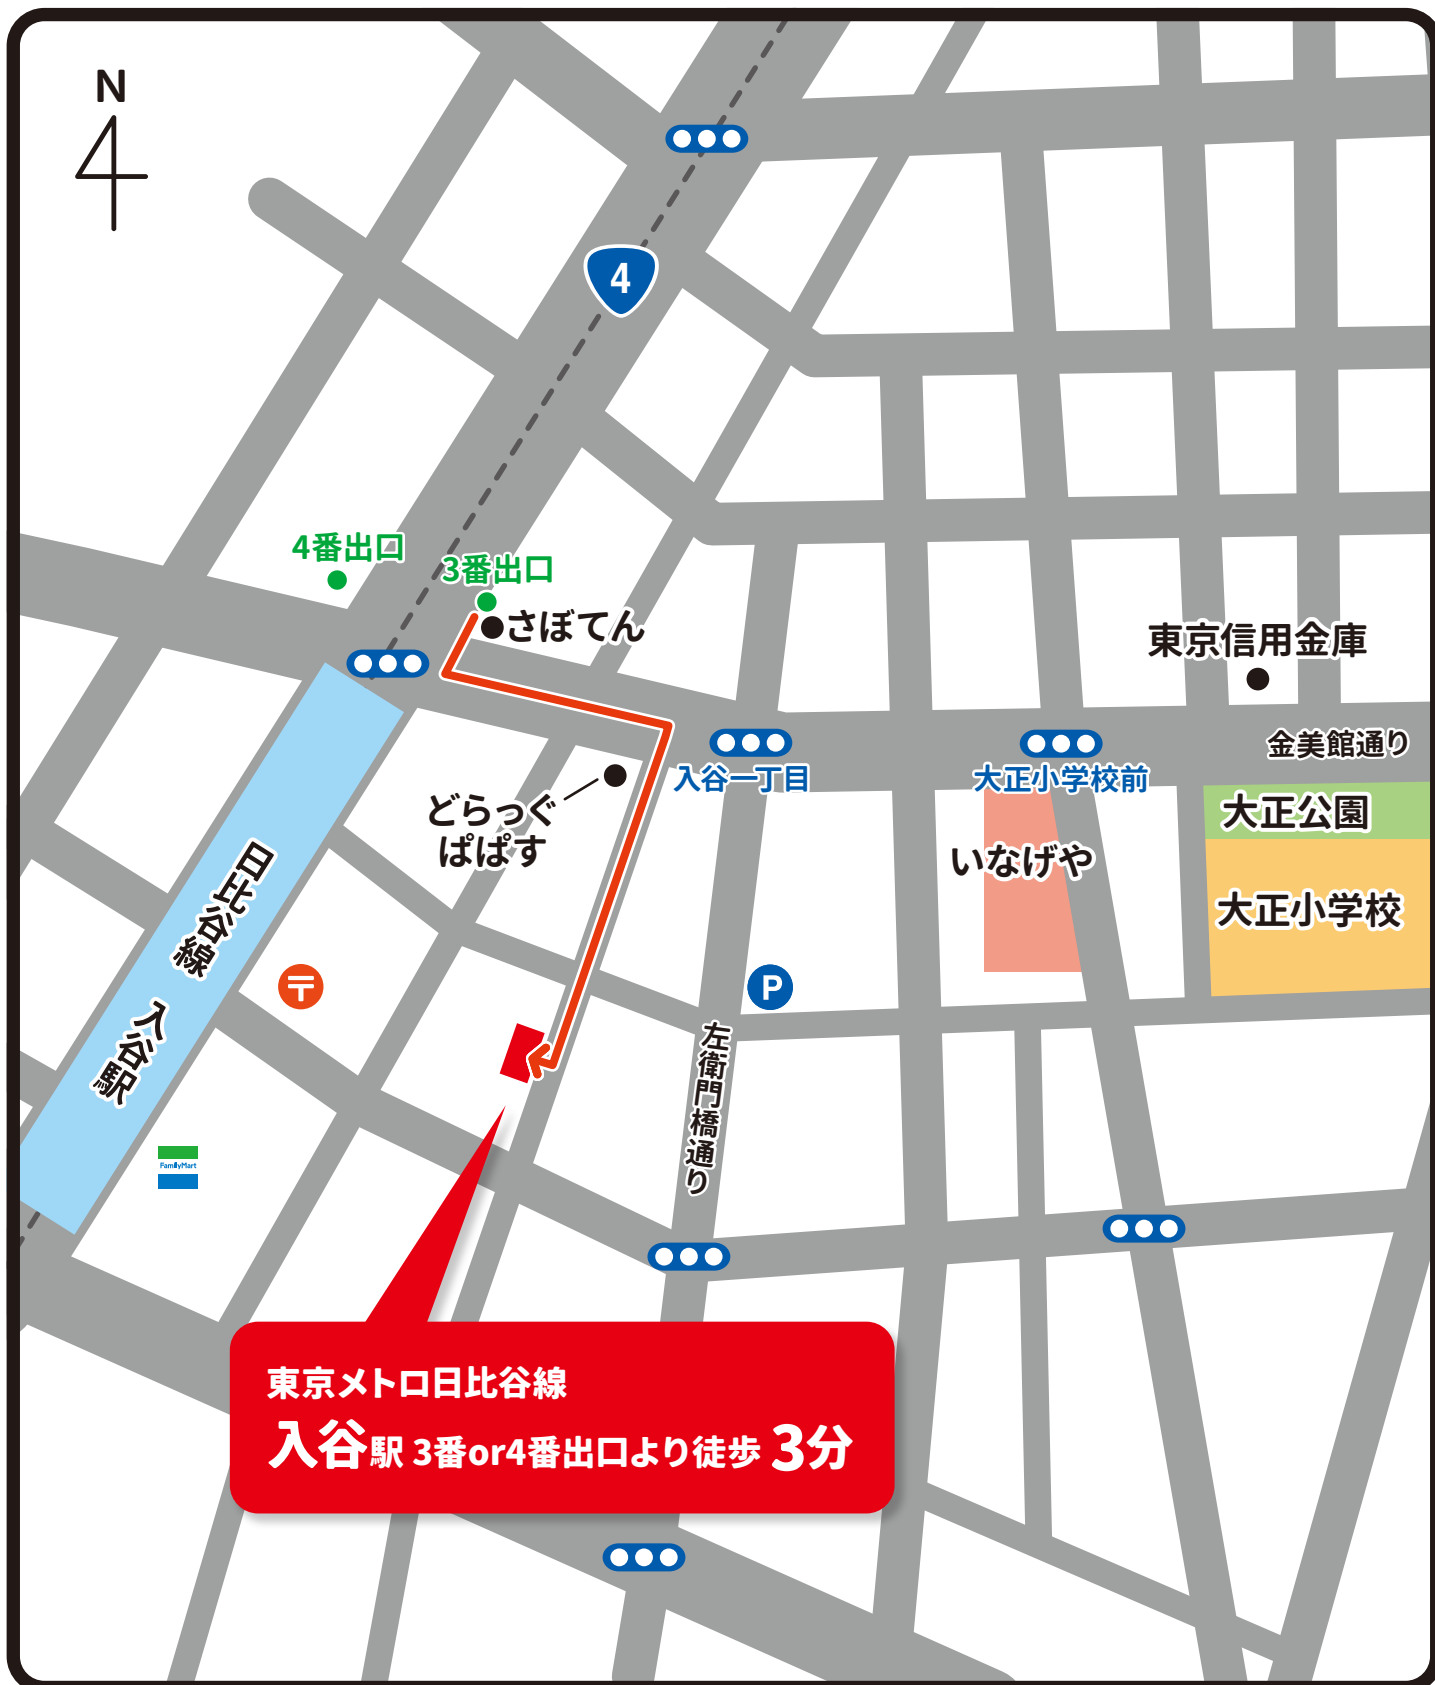 N
4
4番出口
3番出口
さぼてん
東京信用金庫
金美館通り
入谷一丁目
大正小学校前
どらっぐ
ぱぱす
大正公園
いなげや
大正小学校
日比谷線 入谷駅
P
左衛門橋通り
FamilyMart
東京メトロ日比谷線
入谷駅 3番or4番出口より徒歩 3分